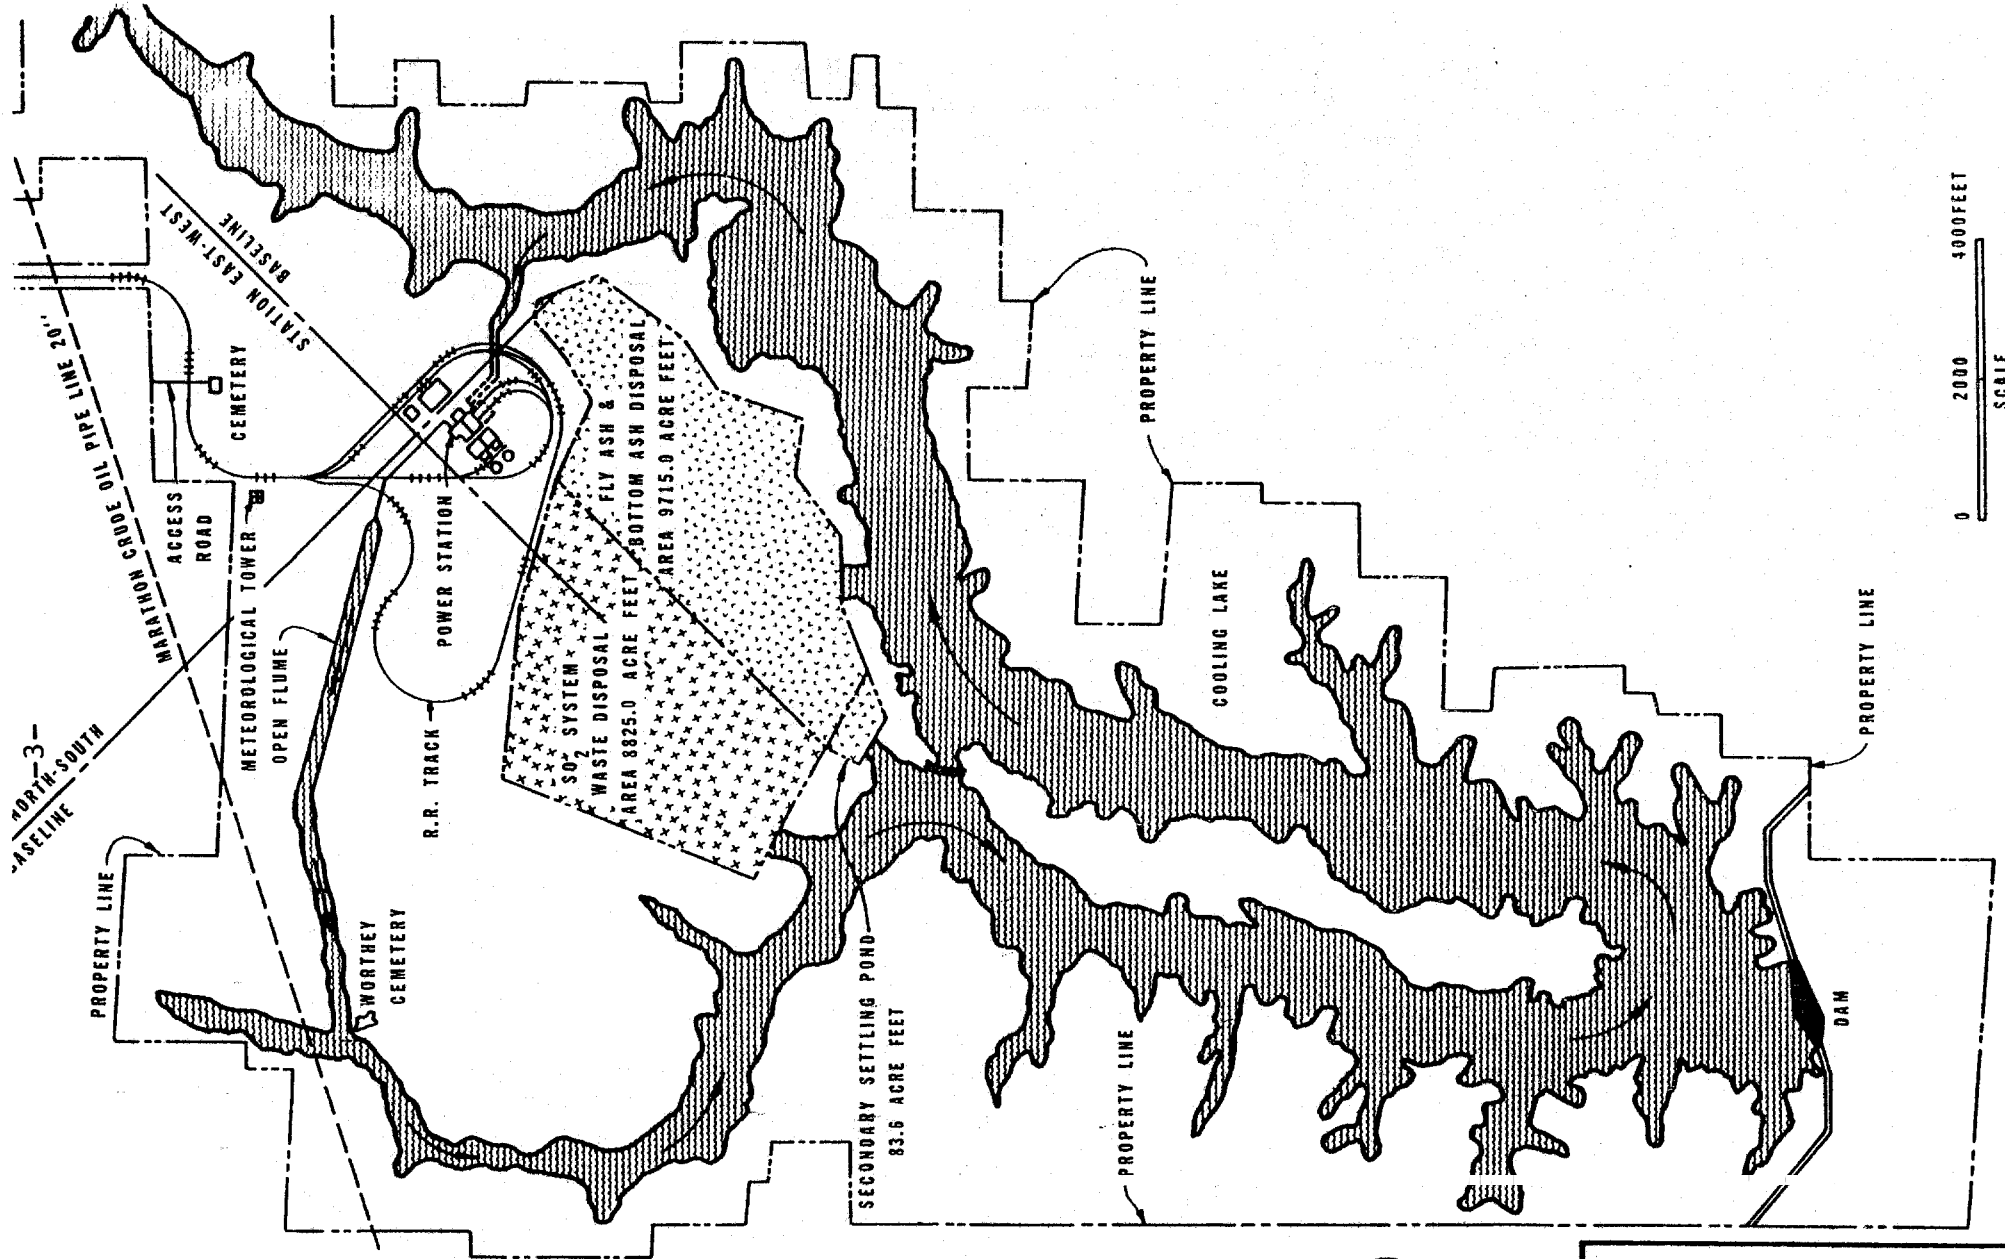 -3-
NORTH-SOUTH
BASELINE
MARATHON CRUDE OIL PIPE LINE 20"
STATION EAST-WEST
BASELINE
CEMETERY
ACCESS
ROAD
METEOROLOGICAL TOWER
OPEN FLUME
POWER STATION
R.R. TRACK
PROPERTY LINE
WORTHEY
CEMETERY
FLY ASH &
BOTTOM ASH DISPOSAL
AREA 9715.0 ACRE FEET
SO2 SYSTEM
WASTE DISPOSAL
AREA 8825.0 ACRE FEET
SECONDARY SETTLING POND
83.6 ACRE FEET
PROPERTY LINE
COOLING LAKE
PROPERTY LINE
PROPERTY LINE
DAM
0 2000 4000FEET
SCALE